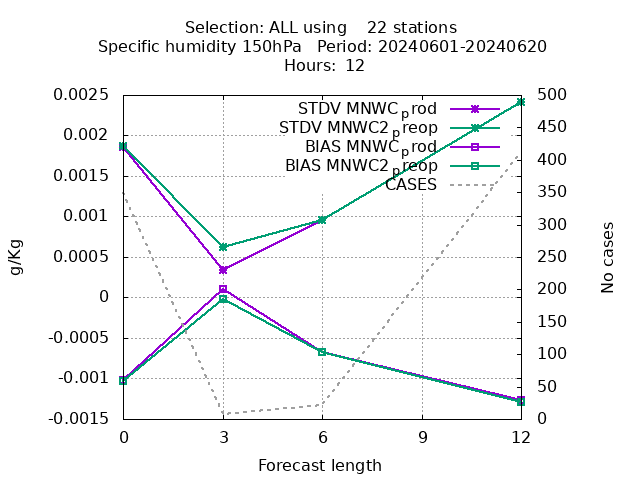 Selection: ALL using    22 stations
Specific humidity 150hPa   Period: 20240601-20240620
Hours: 12
STDV MNWC_prod
STDV MNWC2_preop
BIAS MNWC_prod
BIAS MNWC2_preop
CASES
g/Kg
0.0025
0.002
0.0015
0.001
0.0005
0
-0.0005
-0.001
-0.0015
500
450
400
350
300
250
200
150
100
50
0
No cases
0 3 6 9 12
Forecast length